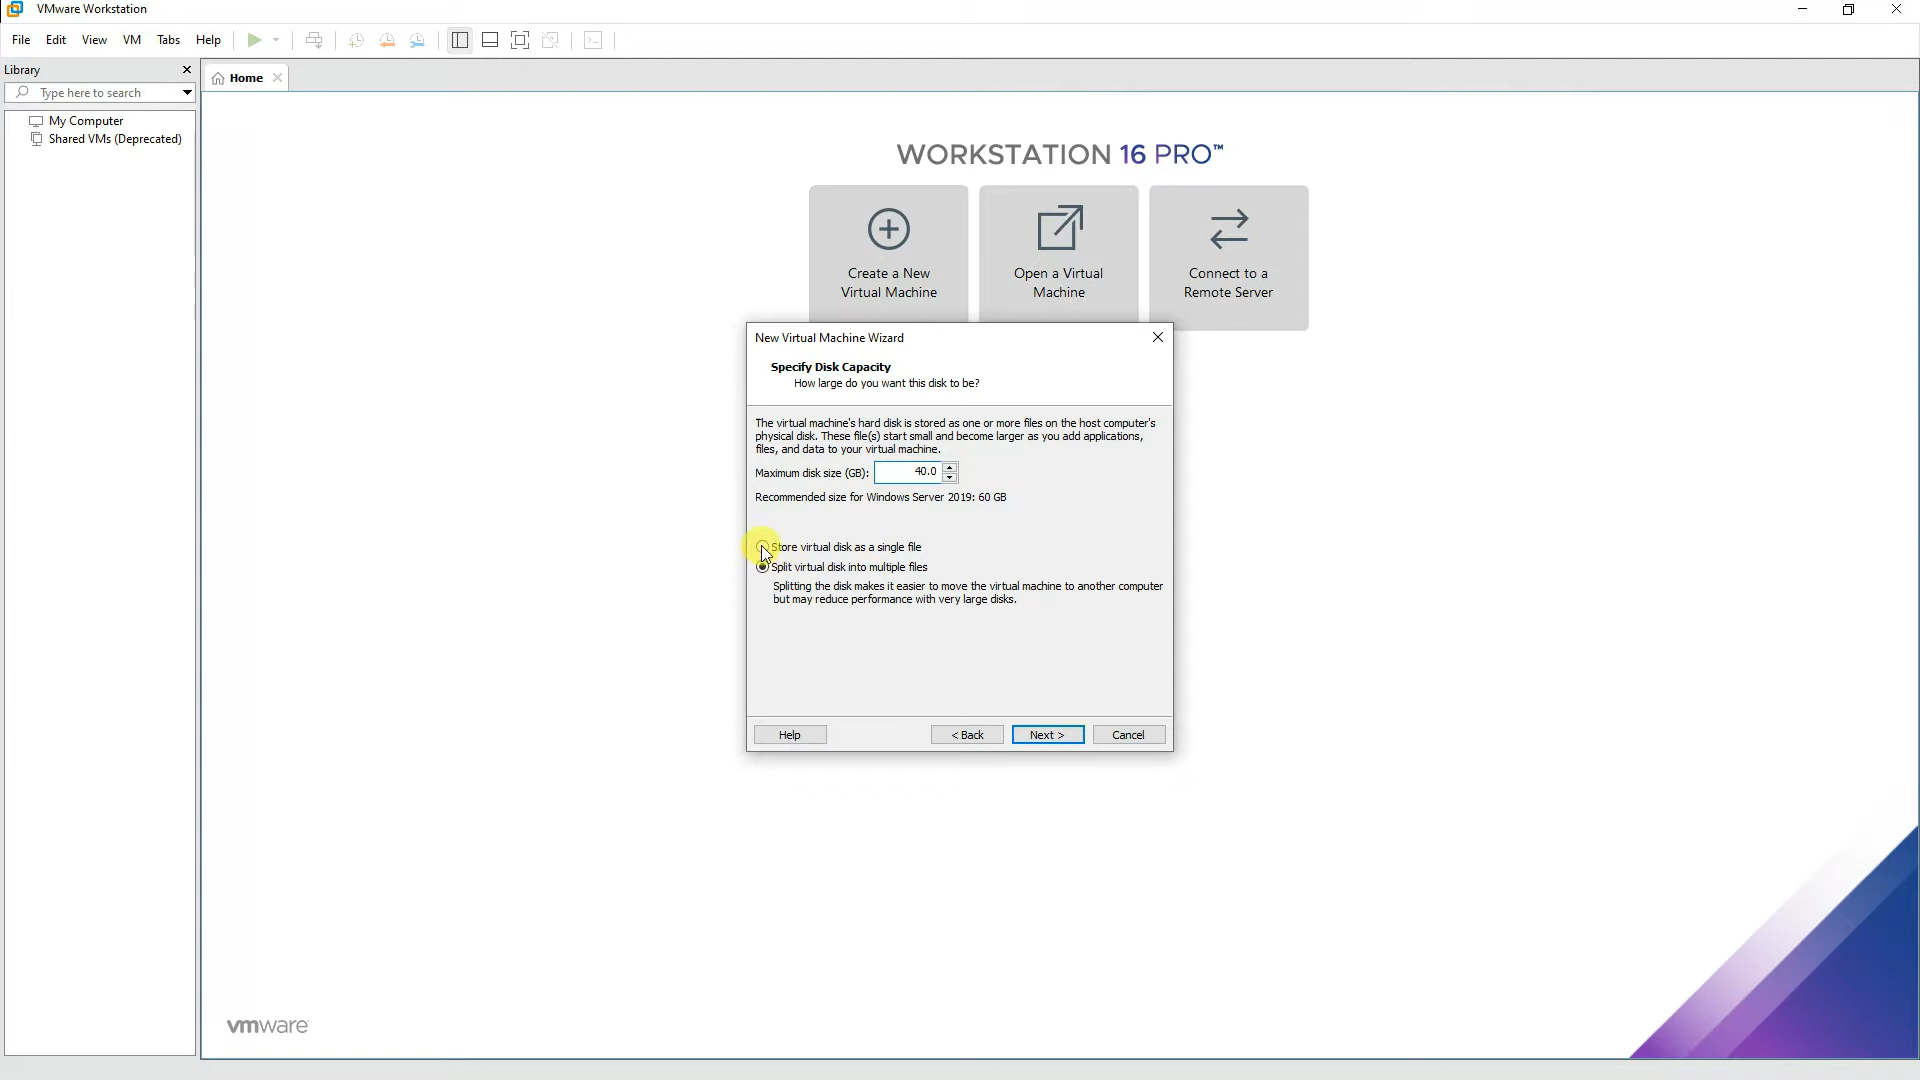 VMware Workstation
File Edit View VM Tabs Help
Library
Type here to search
My Computer
Shared VMs (Deprecated)
Home
WORKSTATION 16 PRO™
Create a New
Virtual Machine
Open a Virtual
Machine
Connect to a
Remote Server
New Virtual Machine Wizard
Specify Disk Capacity
How large do you want this disk to be?
The virtual machine's hard disk is stored as one or more files on the host computer's
physical disk. These file(s) start small and become larger as you add applications,
files, and data to your virtual machine.
Maximum disk size (GB): 40.0
Recommended size for Windows Server 2019: 60 GB
Store virtual disk as a single file
Split virtual disk into multiple files
Splitting the disk makes it easier to move the virtual machine to another computer
but may reduce performance with very large disks.
Help < Back Next > Cancel
vmware